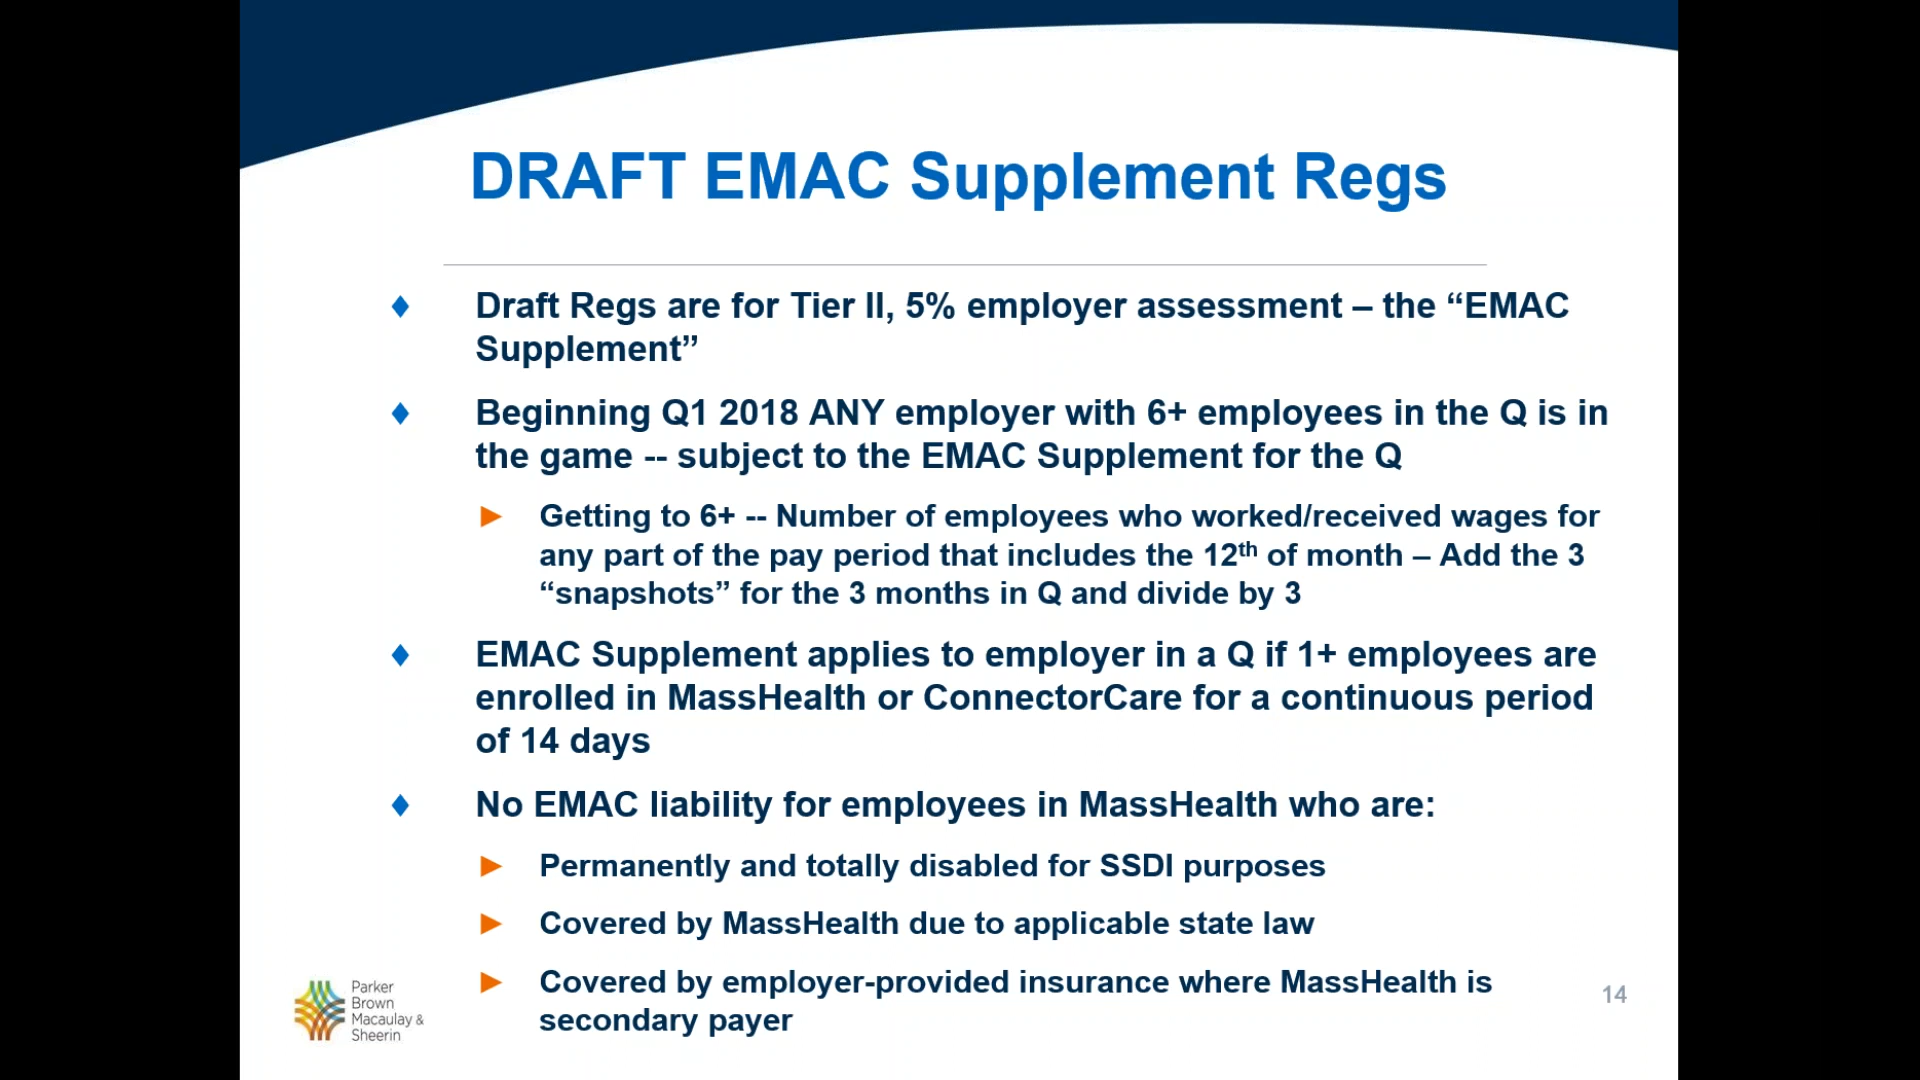 DRAFT EMAC Supplement Regs
♦ Draft Regs are for Tier II, 5% employer assessment – the “EMAC
Supplement”
♦ Beginning Q1 2018 ANY employer with 6+ employees in the Q is in
the game -- subject to the EMAC Supplement for the Q
► Getting to 6+ -- Number of employees who worked/received wages for
any part of the pay period that includes the 12th of month – Add the 3
“snapshots” for the 3 months in Q and divide by 3
♦ EMAC Supplement applies to employer in a Q if 1+ employees are
enrolled in MassHealth or ConnectorCare for a continuous period
of 14 days
♦ No EMAC liability for employees in MassHealth who are:
► Permanently and totally disabled for SSDI purposes
► Covered by MassHealth due to applicable state law
► Covered by employer-provided insurance where MassHealth is
secondary payer
Parker
Brown
Macaulay &
Sheerin
14